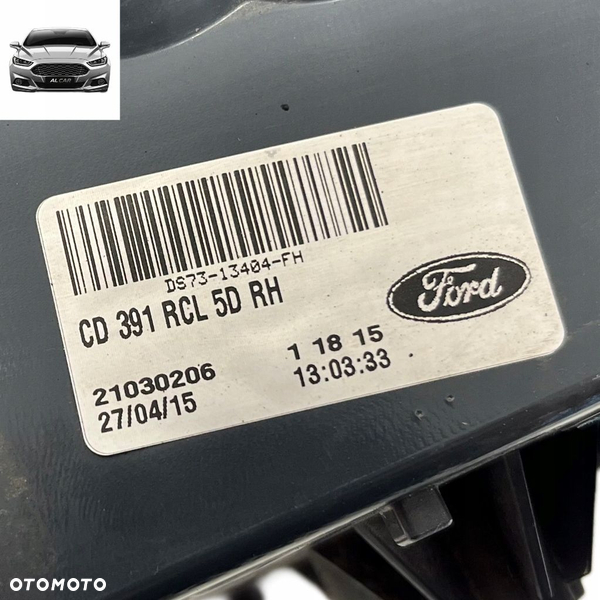 ALCAR
DS73-13404-FH
CD 391 RCL 5D RH
Ford
21030206
1 18 15
27/04/15
13:03:33
OTOMOTO